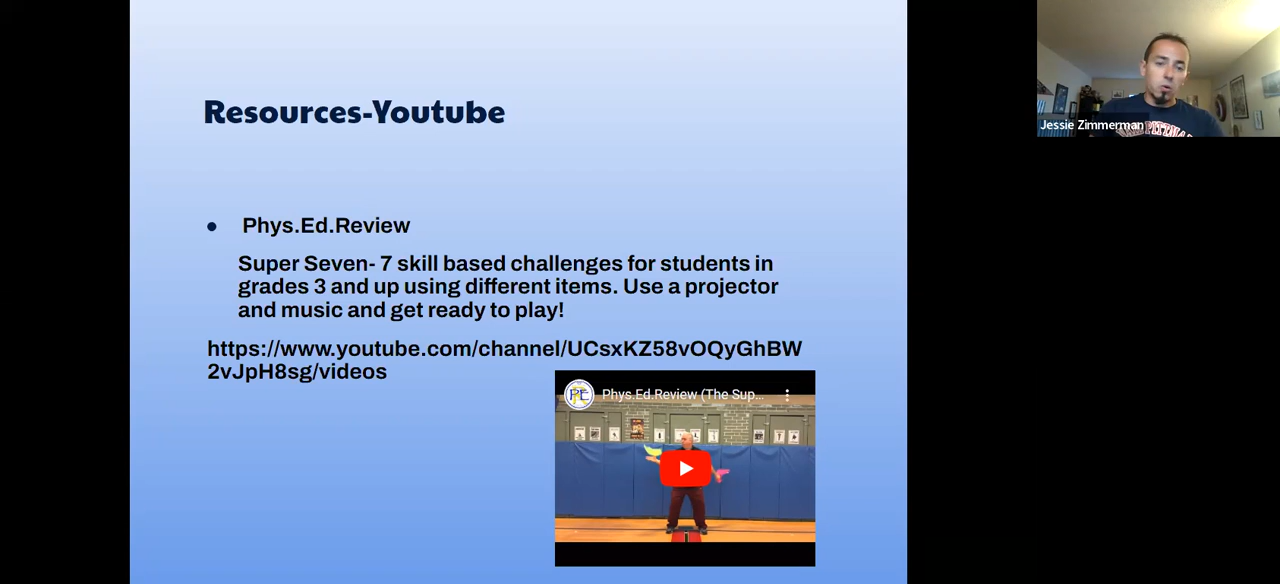 Resources-Youtube
Jessie Zimmerman
Phys.Ed.Review
Super Seven- 7 skill based challenges for students in
grades 3 and up using different items. Use a projector
and music and get ready to play!
https://www.youtube.com/channel/UCsxKZ58vOQyGhBW
2vJpH8sg/videos
Phys.Ed.Review (The Sup...